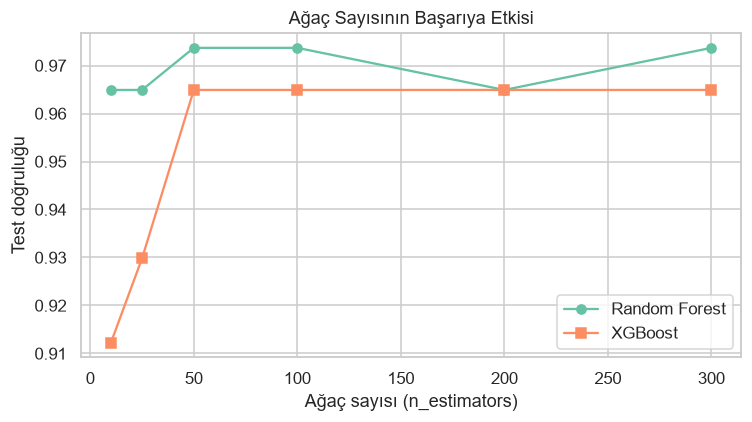 Ağaç Sayısının Başarıya Etkisi
Test doğruluğu
0.97
0.96
0.95
0.94
0.93
0.92
0.91
0 50 100 150 200 250 300
Ağaç sayısı (n_estimators)
Random Forest
XGBoost